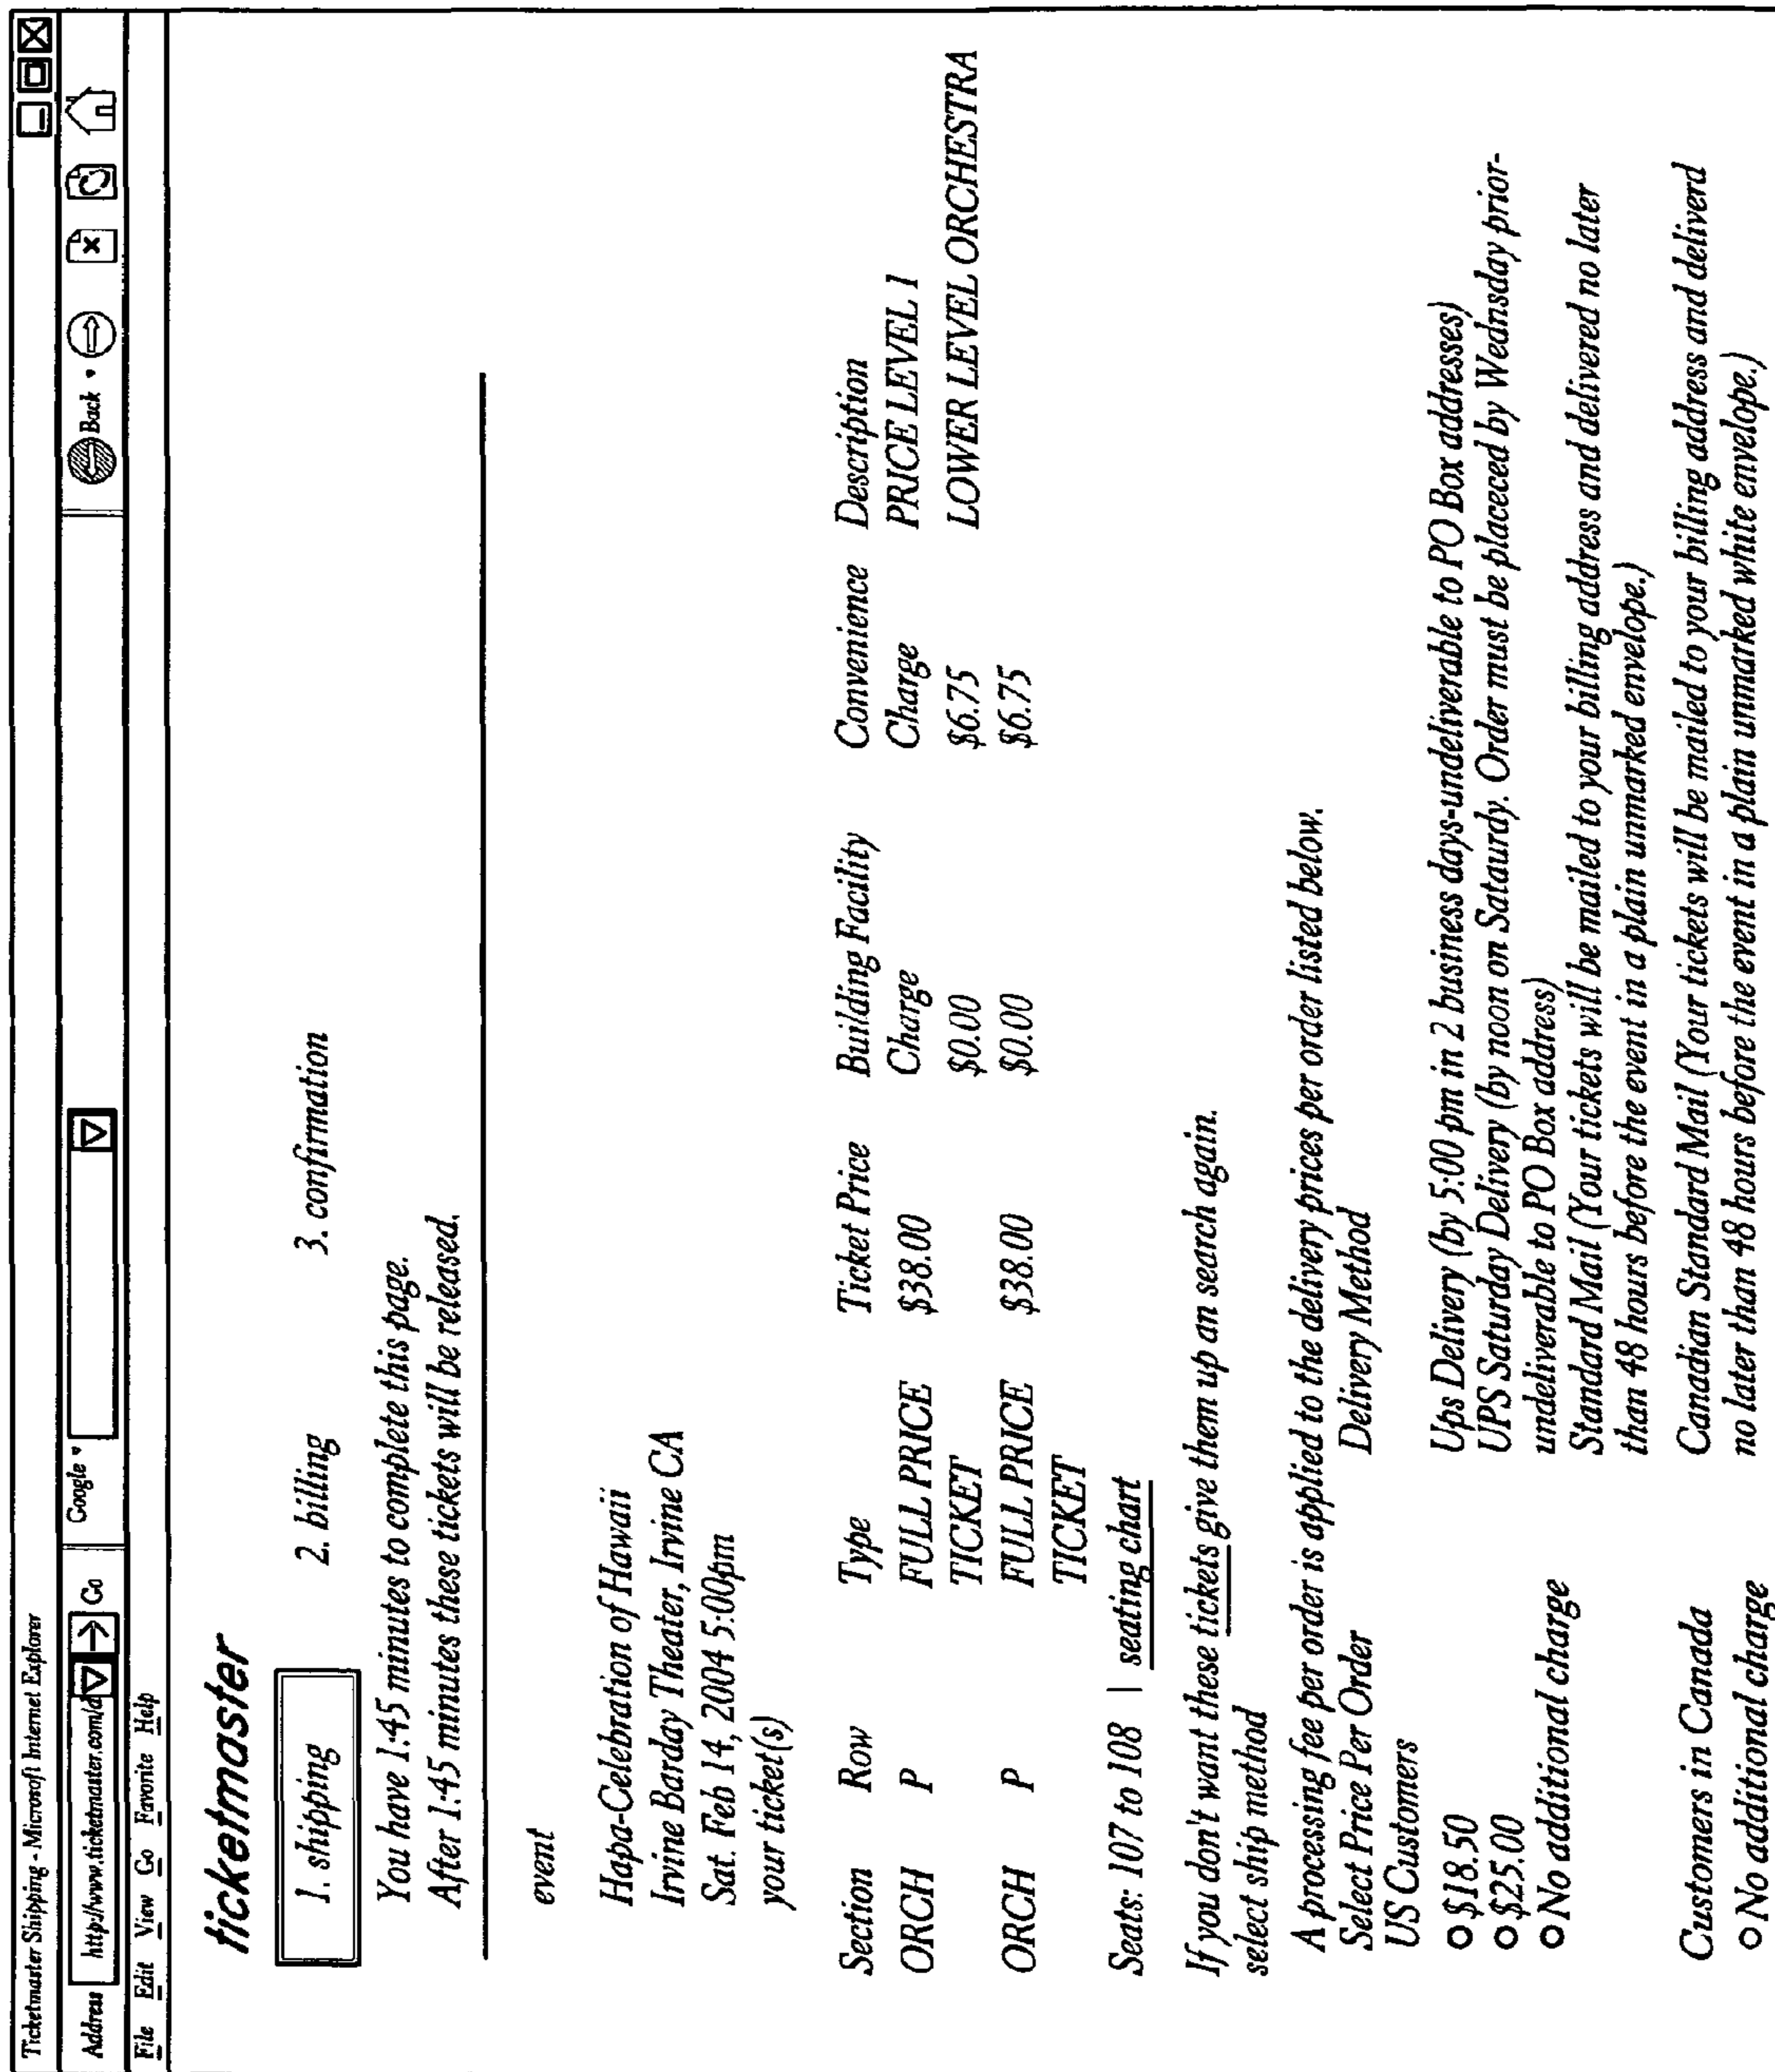 Ticketmaster Shipping - Microsoft Internet Explorer
Address http://www.ticketmaster.com/d Go Google Back
File Edit View Go Favorite Help
ticketmaster
1. shipping 2. billing 3. confirmation
You have 1:45 minutes to complete this page.
After 1:45 minutes these tickets will be released.
event
Hapa-Celebration of Hawaii
Irvine Barday Theater, Irvine CA
Sat. Feb 14, 2004 5:00pm
your ticket(s)
Section Row Type Ticket Price Building Facility Convenience Description
ORCH P FULL PRICE $38.00 Charge Charge PRICE LEVEL 1
TICKET $0.00 $6.75 LOWER LEVEL ORCHESTRA
ORCH P FULL PRICE $38.00 $0.00 $6.75
TICKET
Seats: 107 to 108 | seating chart
If you don't want these tickets give them up an search again.
select ship method
A processing fee per order is applied to the delivery prices per order listed below.
Select Price Per Order Delivery Method
US Customers
$18.50 Ups Delivery (by 5:00 pm in 2 business days-undeliverable to PO Box addresses)
$25.00 UPS Saturday Delivery (by noon on Sataurdy. Order must be placeced by Wednsday prior-
undeliverable to PO Box address)
No additional charge Standard Mail (Your tickets will be mailed to your billing address and delivered no later
than 48 hours before the event in a plain unmarked envelope.)
Customers in Canada Canadian Standard Mail (Your tickets will be mailed to your billing address and deliverd
No additional charge no later than 48 hours before the event in a plain unmarked white envelope.)